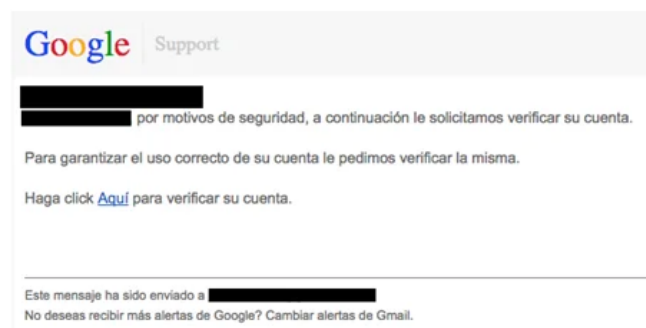 Google Support
por motivos de seguridad, a continuación le solicitamos verificar su cuenta.
Para garantizar el uso correcto de su cuenta le pedimos verificar la misma.
Haga click Aquí para verificar su cuenta.
Este mensaje ha sido enviado a
No deseas recibir más alertas de Google? Cambiar alertas de Gmail.